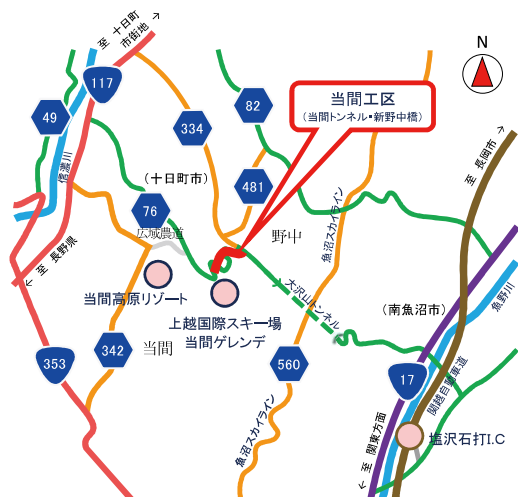 至 十日町
市街地
→
N
117
49
82
334
当間工区
(当間トンネル・新野中橋)
至 長岡市 →
信濃川
(十日町市)
481
魚沼スカイライン
76
広域農道
野中
← 至 長野県
当間高原リゾート
上越国際スキー場
当間ゲレンデ
大沢山トンネル
(南魚沼市)
魚野川
353
342
当間
560
17
関越自動車道
魚沼スカイライン
← 至 関東方面
塩沢石打I.C